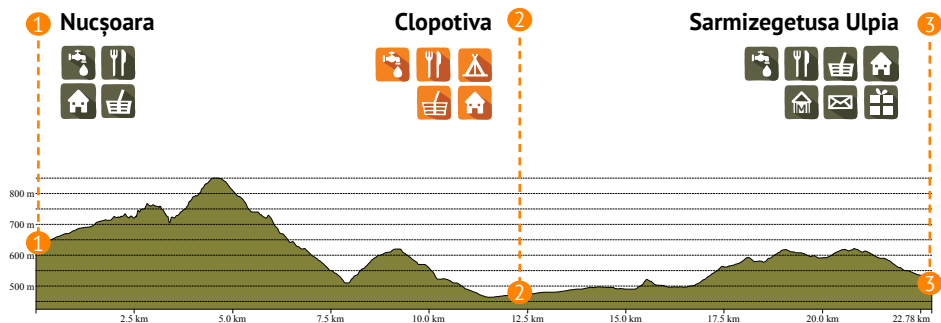 1 Nucșoara
Clopotiva 2
Sarmizegetusa Ulpia 3
M
800 m
700 m
1
600 m
500 m
2
3
2.5 km 5.0 km 7.5 km 10.0 km 12.5 km 15.0 km 17.5 km 20.0 km 22.78 km